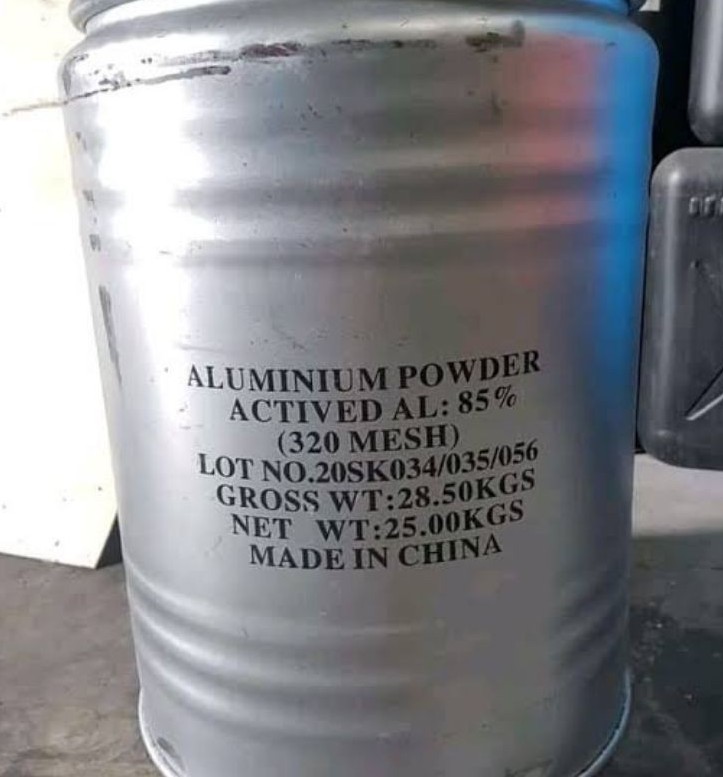 ALUMINIUM POWDER
ACTIVED AL: 85%
(320 MESH)
LOT NO.20SK034/035/056
GROSS WT:28.50KGS
NET WT:25.00KGS
MADE IN CHINA